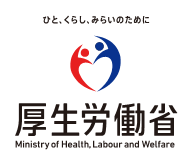 ひと、くらし、みらいのために
厚生労働省
Ministry of Health, Labour and Welfare